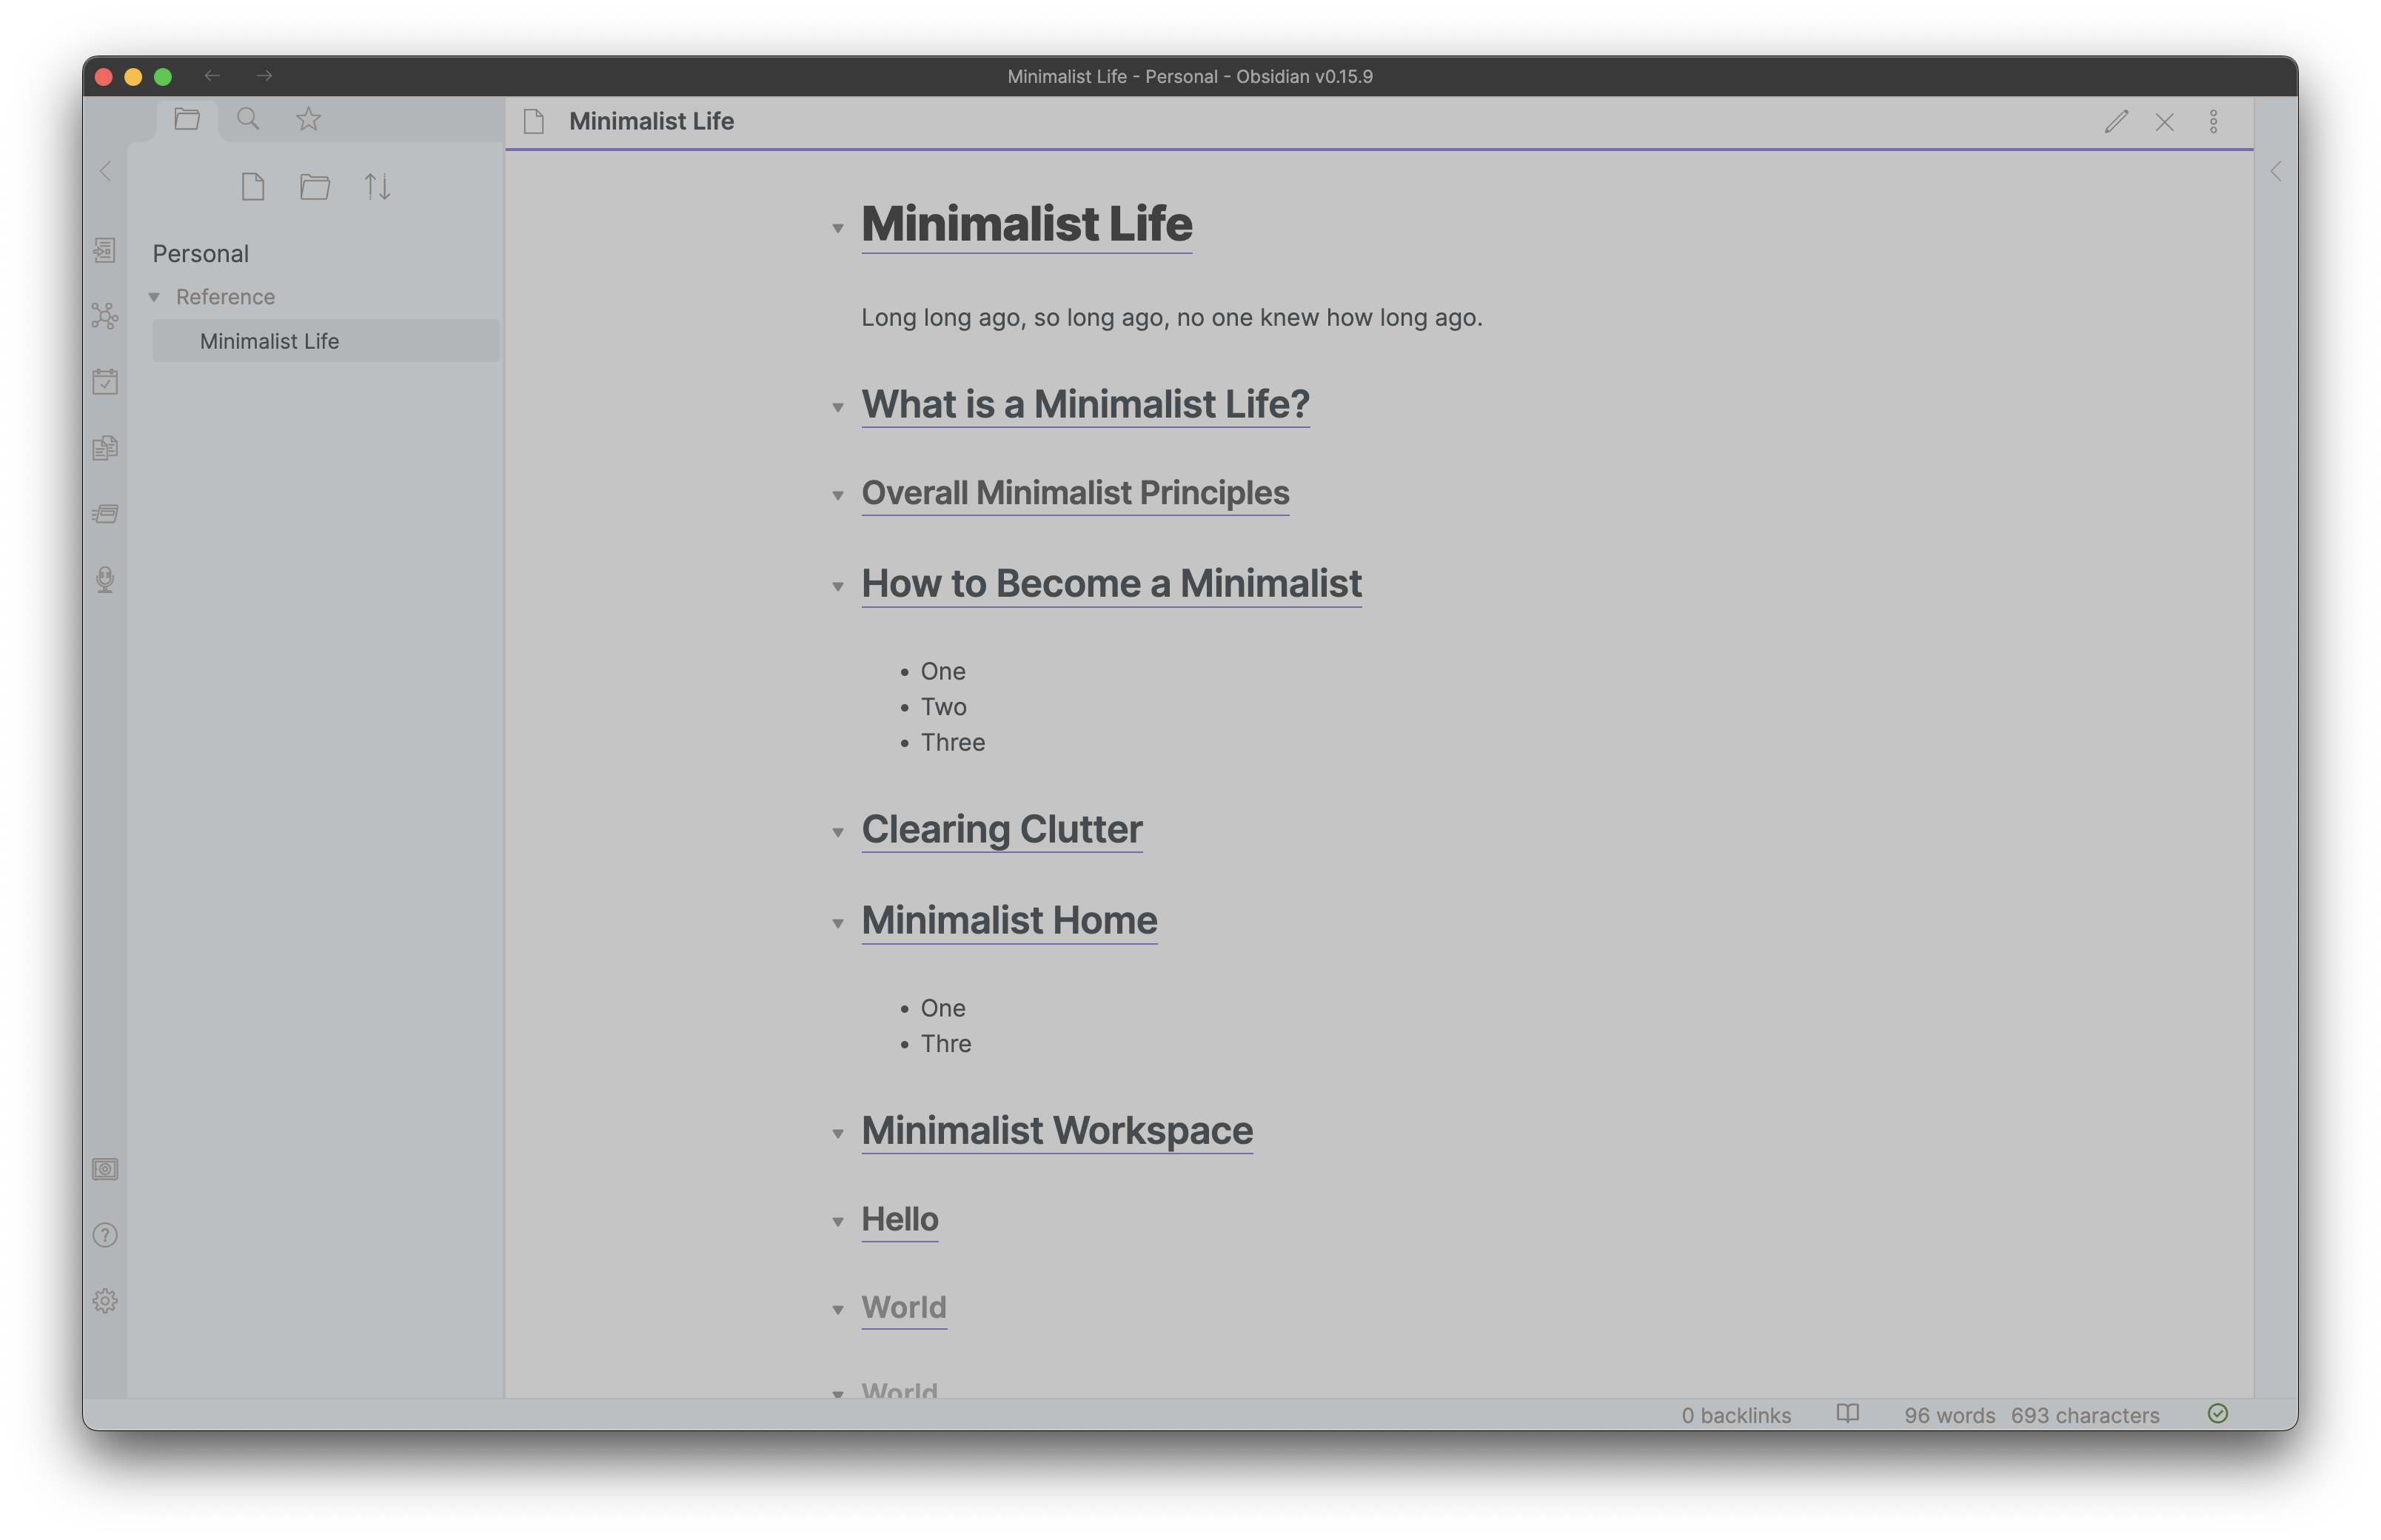 Minimalist Life - Personal - Obsidian v0.15.9
Minimalist Life
Personal
Reference
Minimalist Life
Minimalist Life
Long long ago, so long ago, no one knew how long ago.
What is a Minimalist Life?
Overall Minimalist Principles
How to Become a Minimalist
• One
• Two
• Three
Clearing Clutter
Minimalist Home
• One
• Thre
Minimalist Workspace
Hello
World
World
0 backlinks 96 words 693 characters